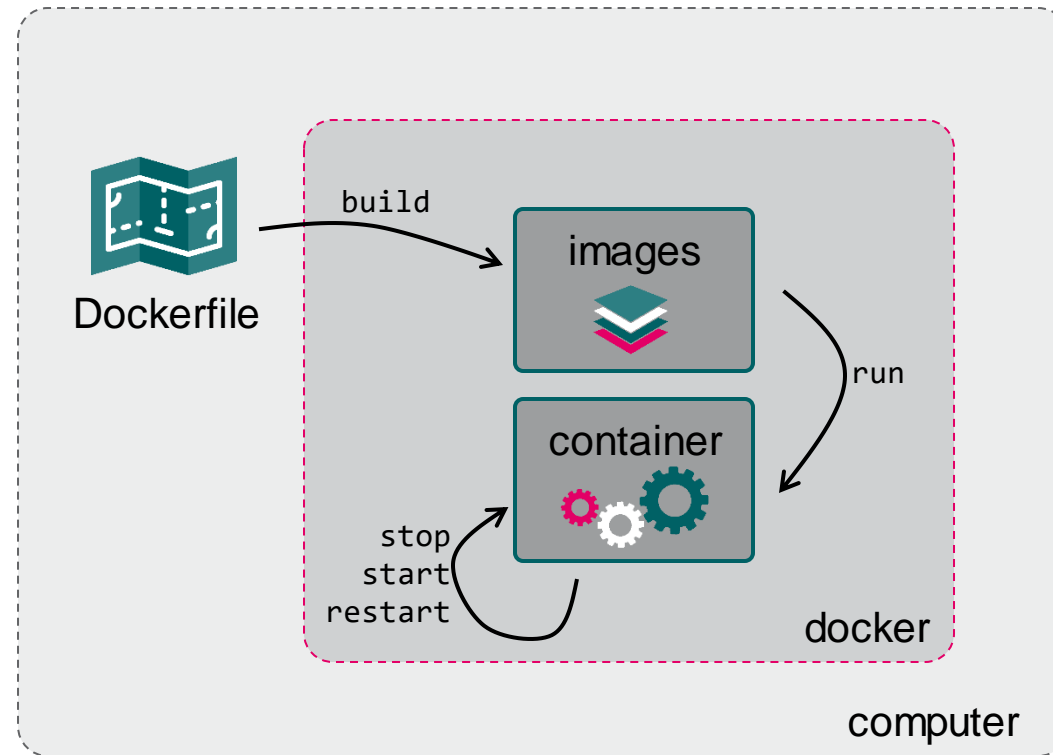 build
images
Dockerfile
run
container
stop
start
restart
docker
computer